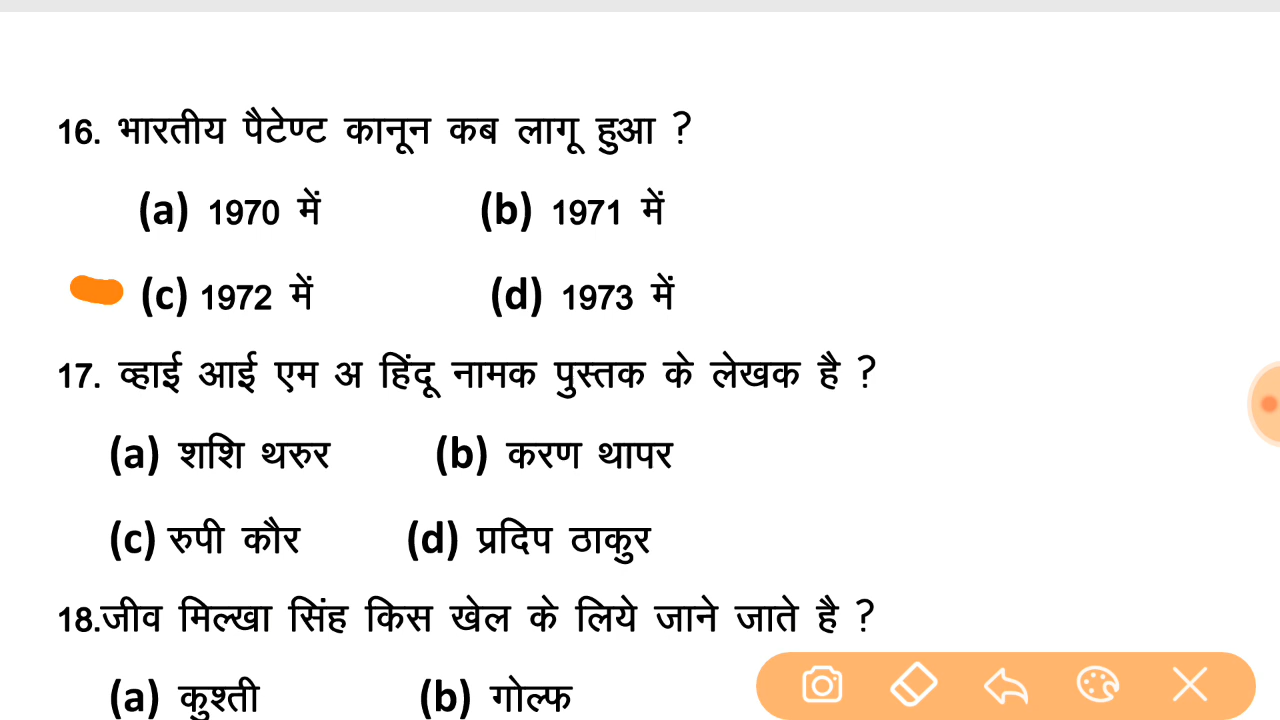 16. भारतीय पैटेण्ट कानून कब लागू हुआ ?
(a) 1970 में (b) 1971 में
(c) 1972 में (d) 1973 में
17. व्हाई आई एम अ हिंदू नामक पुस्तक के लेखक है ?
(a) शशि थरुर (b) करण थापर
(c) रुपी कौर (d) प्रदिप ठाकुर
18.जीव मिल्खा सिंह किस खेल के लिये जाने जाते है ?
(a) कुश्ती (b) गोल्फ